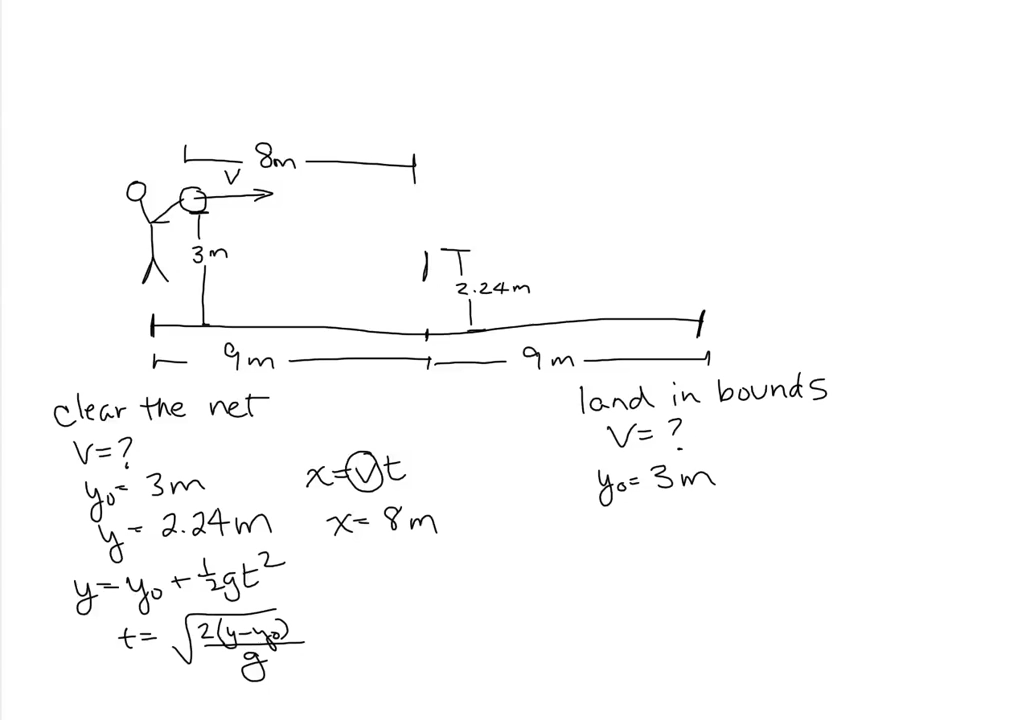 8m
V
3m
2.24m
9m
9m
clear the net
V=?
y₀= 3m
y= 2.24m
y=y₀+½gt²
t= √(2(y-y₀)/g)
x=vt
x= 8m
land in bounds
V= ?
y₀= 3m